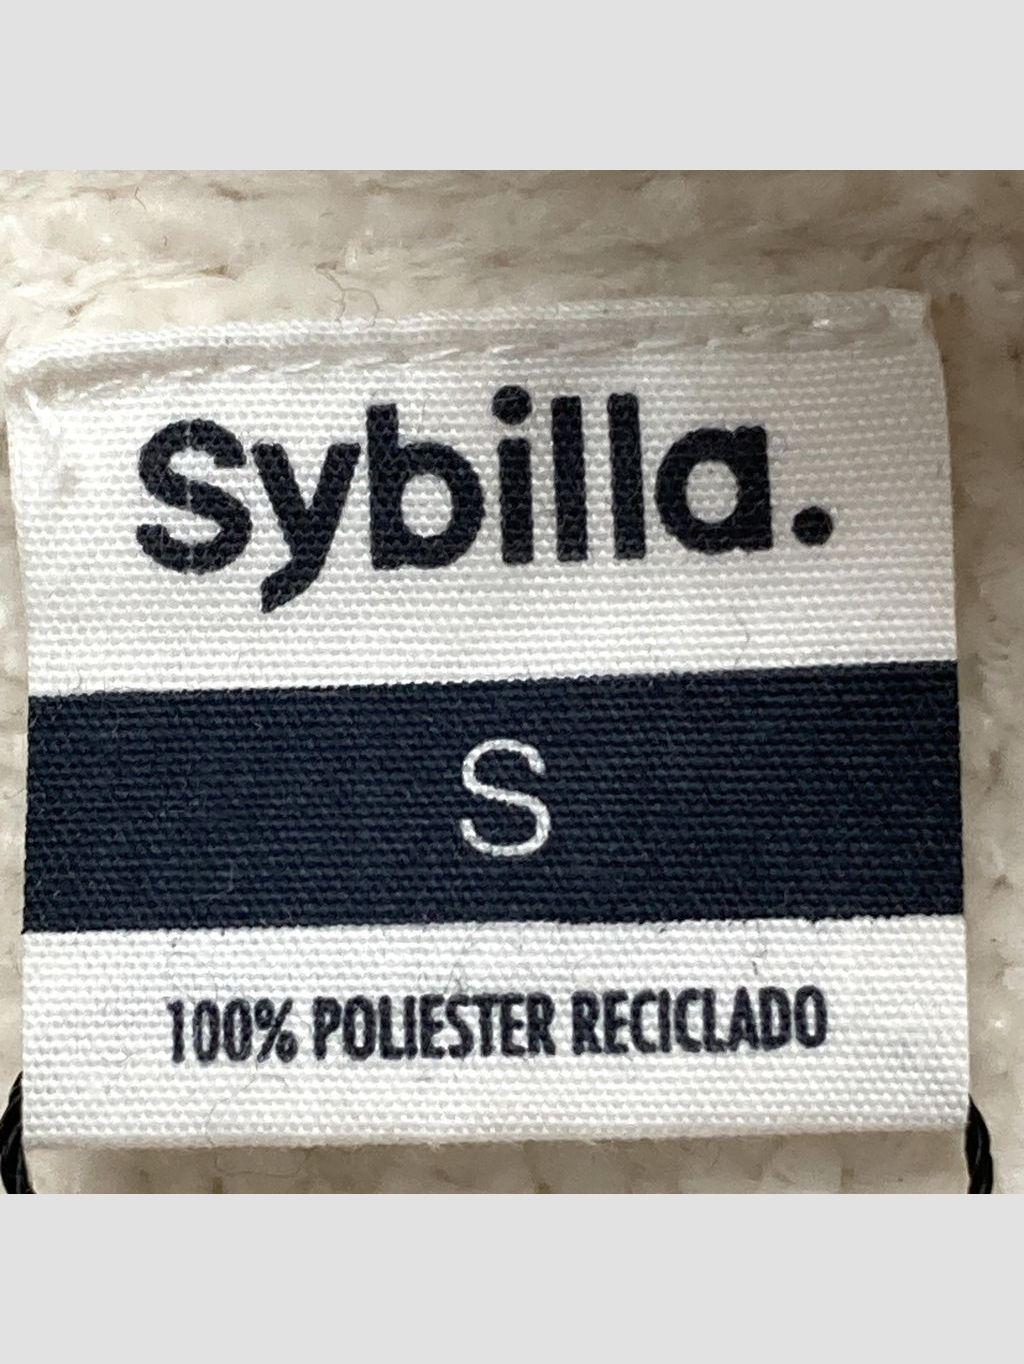 Sybilla.
S
100% POLIESTER RECICLADO